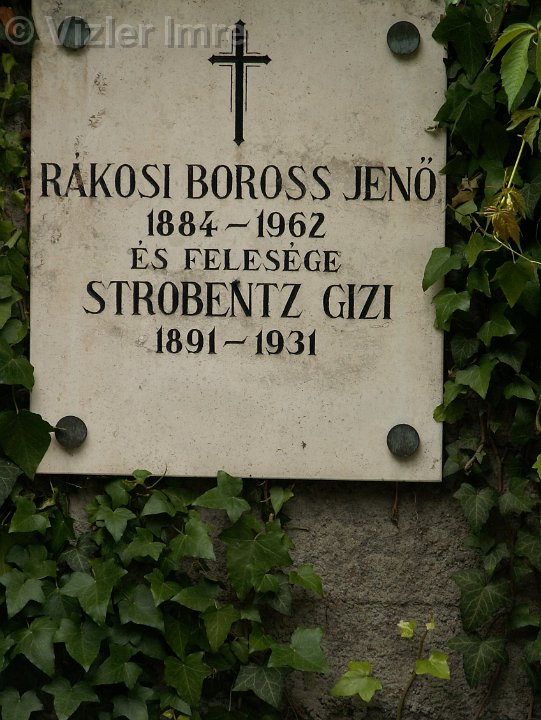 © Vizler Imre
RÁKOSI BOROSS JENŐ
1884 – 1962
ÉS FELESÉGE
STROBENTZ GIZI
1891 – 1931